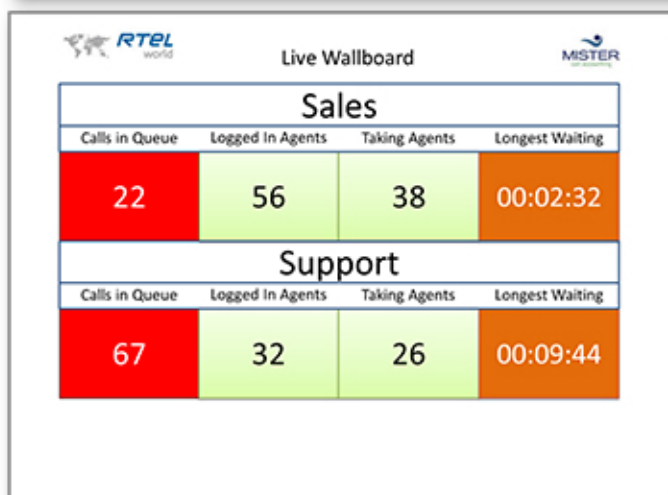 RTEL
world
Live Wallboard
MISTER
Sales
Calls in Queue Logged In Agents Taking Agents Longest Waiting
22 56 38 00:02:32
Support
Calls in Queue Logged In Agents Taking Agents Longest Waiting
67 32 26 00:09:44